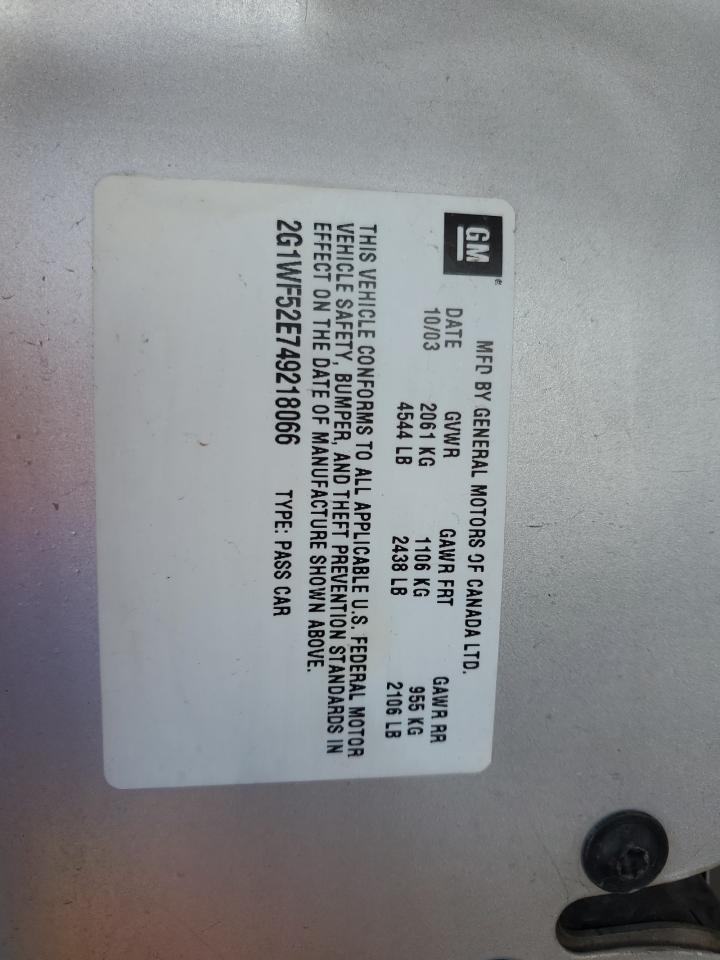 GM
MFD BY GENERAL MOTORS OF CANADA LTD.
DATE GVWR GAWR FRT GAWR RR
10/03 2061 KG 1106 KG 955 KG
4544 LB 2438 LB 2106 LB
THIS VEHICLE CONFORMS TO ALL APPLICABLE U.S. FEDERAL MOTOR
VEHICLE SAFETY, BUMPER, AND THEFT PREVENTION STANDARDS IN
EFFECT ON THE DATE OF MANUFACTURE SHOWN ABOVE.
2G1WF52E749218066 TYPE: PASS CAR